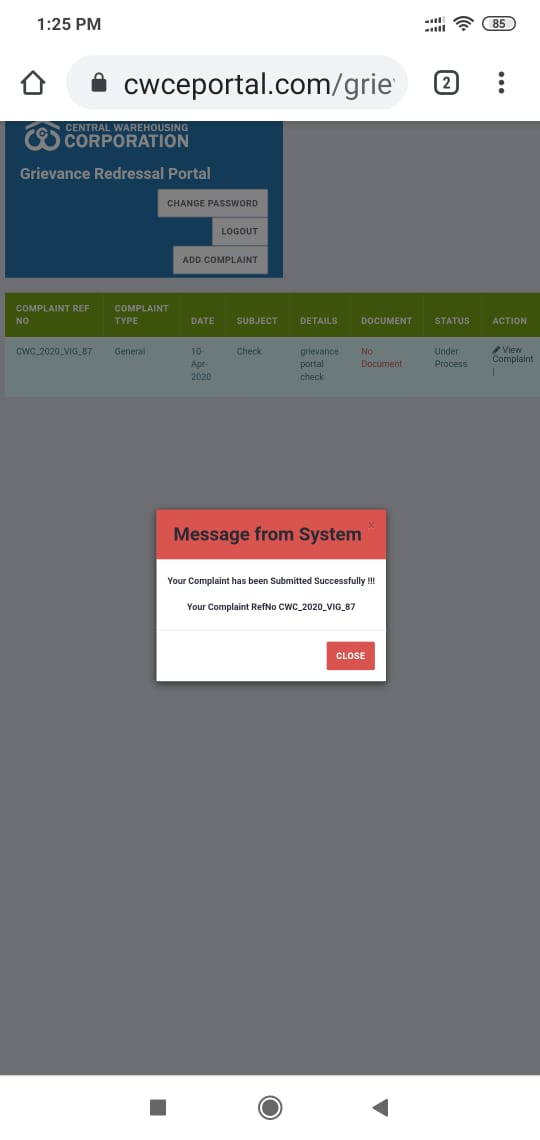 1:25 PM
85
cwceportal.com/grie
2
CENTRAL WAREHOUSING
CORPORATION
Grievance Redressal Portal
CHANGE PASSWORD
LOGOUT
ADD COMPLAINT
COMPLAINT REF COMPLAINT
NO TYPE DATE SUBJECT DETAILS DOCUMENT STATUS ACTION
CWC_2020_VIG_87 General 10- Check grievance No Under View
Apr- portal Document Process Complaint
2020 check |
Message from System ×
Your Complaint has been Submitted Successfully !!!
Your Complaint RefNo CWC_2020_VIG_87
CLOSE